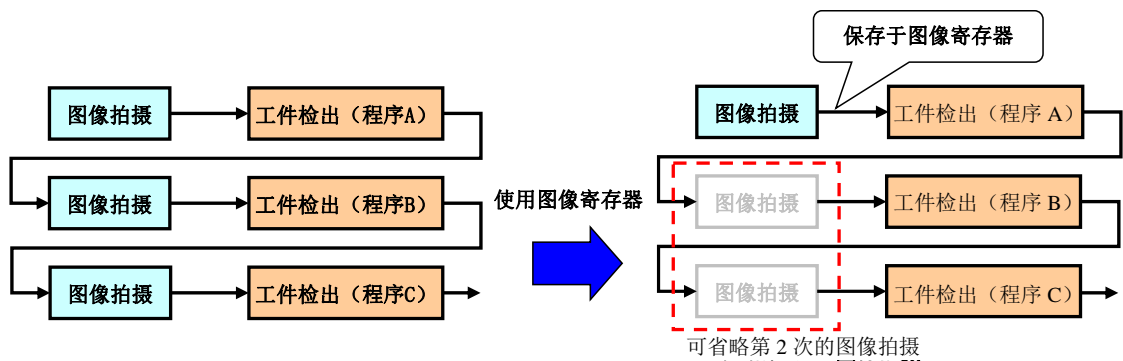 保存于图像寄存器
图像拍摄
工件检出（程序A）
图像拍摄
工件检出（程序B）
图像拍摄
工件检出（程序C）
使用图像寄存器
图像拍摄
工件检出（程序 A）
图像拍摄
工件检出（程序 B）
图像拍摄
工件检出（程序 C）
可省略第 2 次的图像拍摄